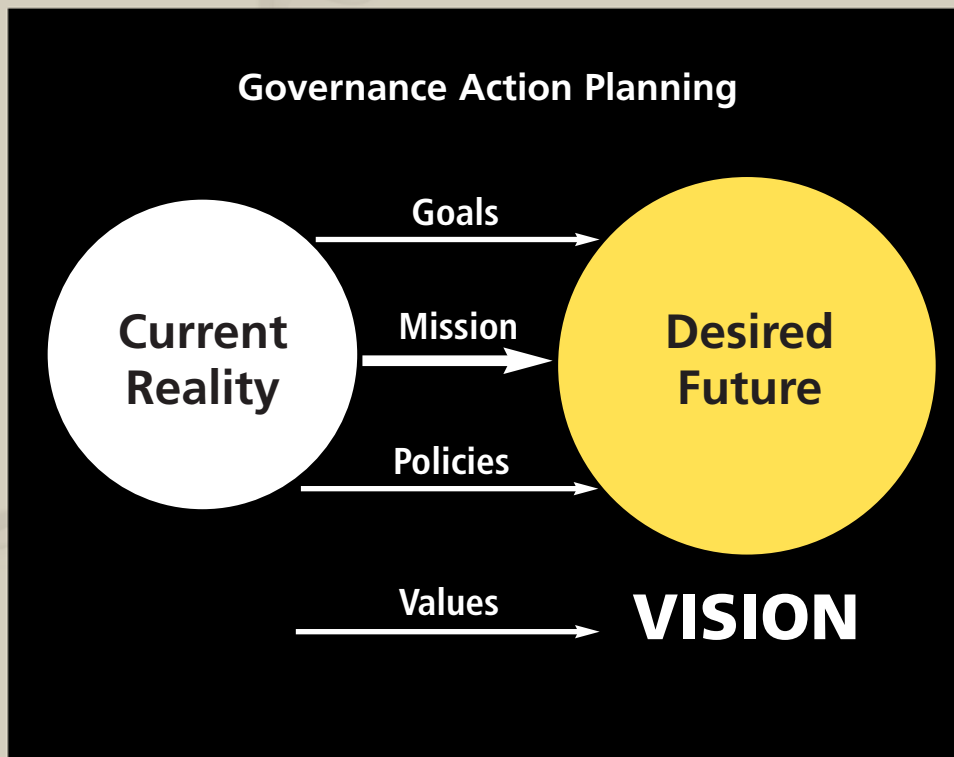 Governance Action Planning
Goals
Current
Reality
Mission
Desired
Future
Policies
Values
VISION